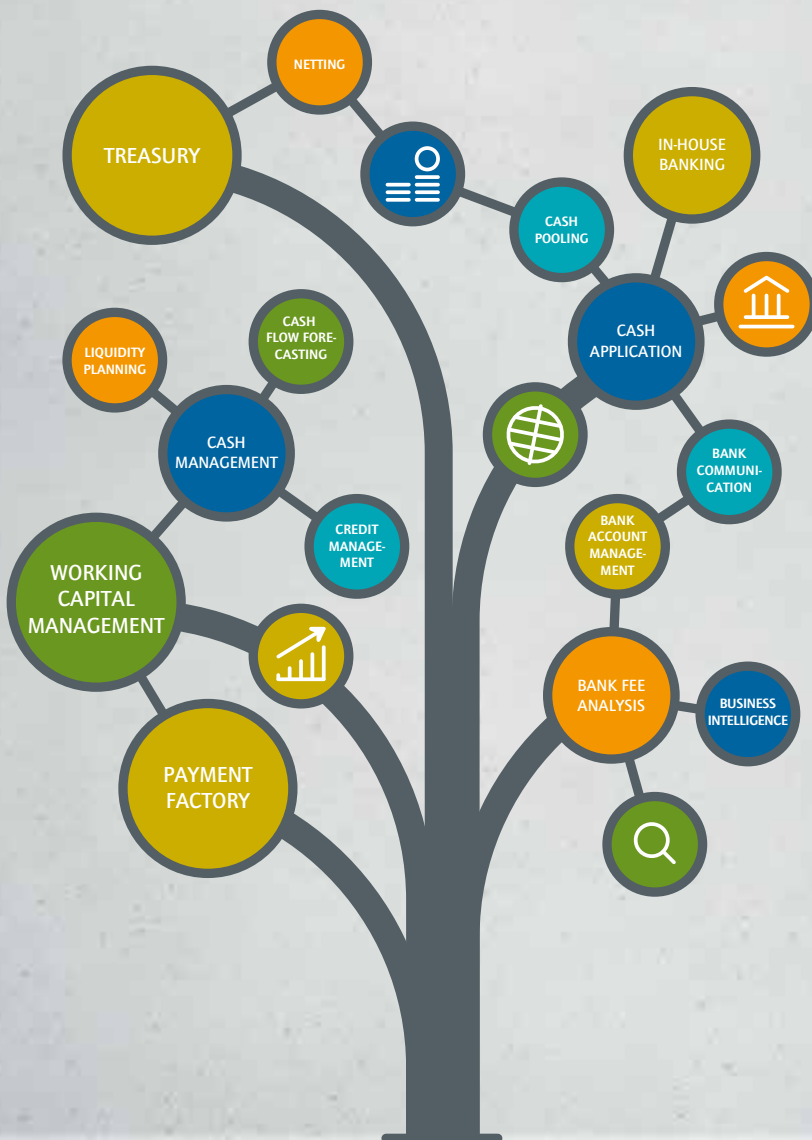 NETTING
TREASURY
IN-HOUSE
BANKING
CASH
POOLING
CASH
FLOW FORE-
CASTING
LIQUIDITY
PLANNING
CASH
APPLICATION
CASH
MANAGEMENT
BANK
COMMUNI-
CATION
CREDIT
MANAGE-
MENT
BANK
ACCOUNT
MANAGE-
MENT
WORKING
CAPITAL
MANAGEMENT
BANK FEE
ANALYSIS
BUSINESS
INTELLIGENCE
PAYMENT
FACTORY